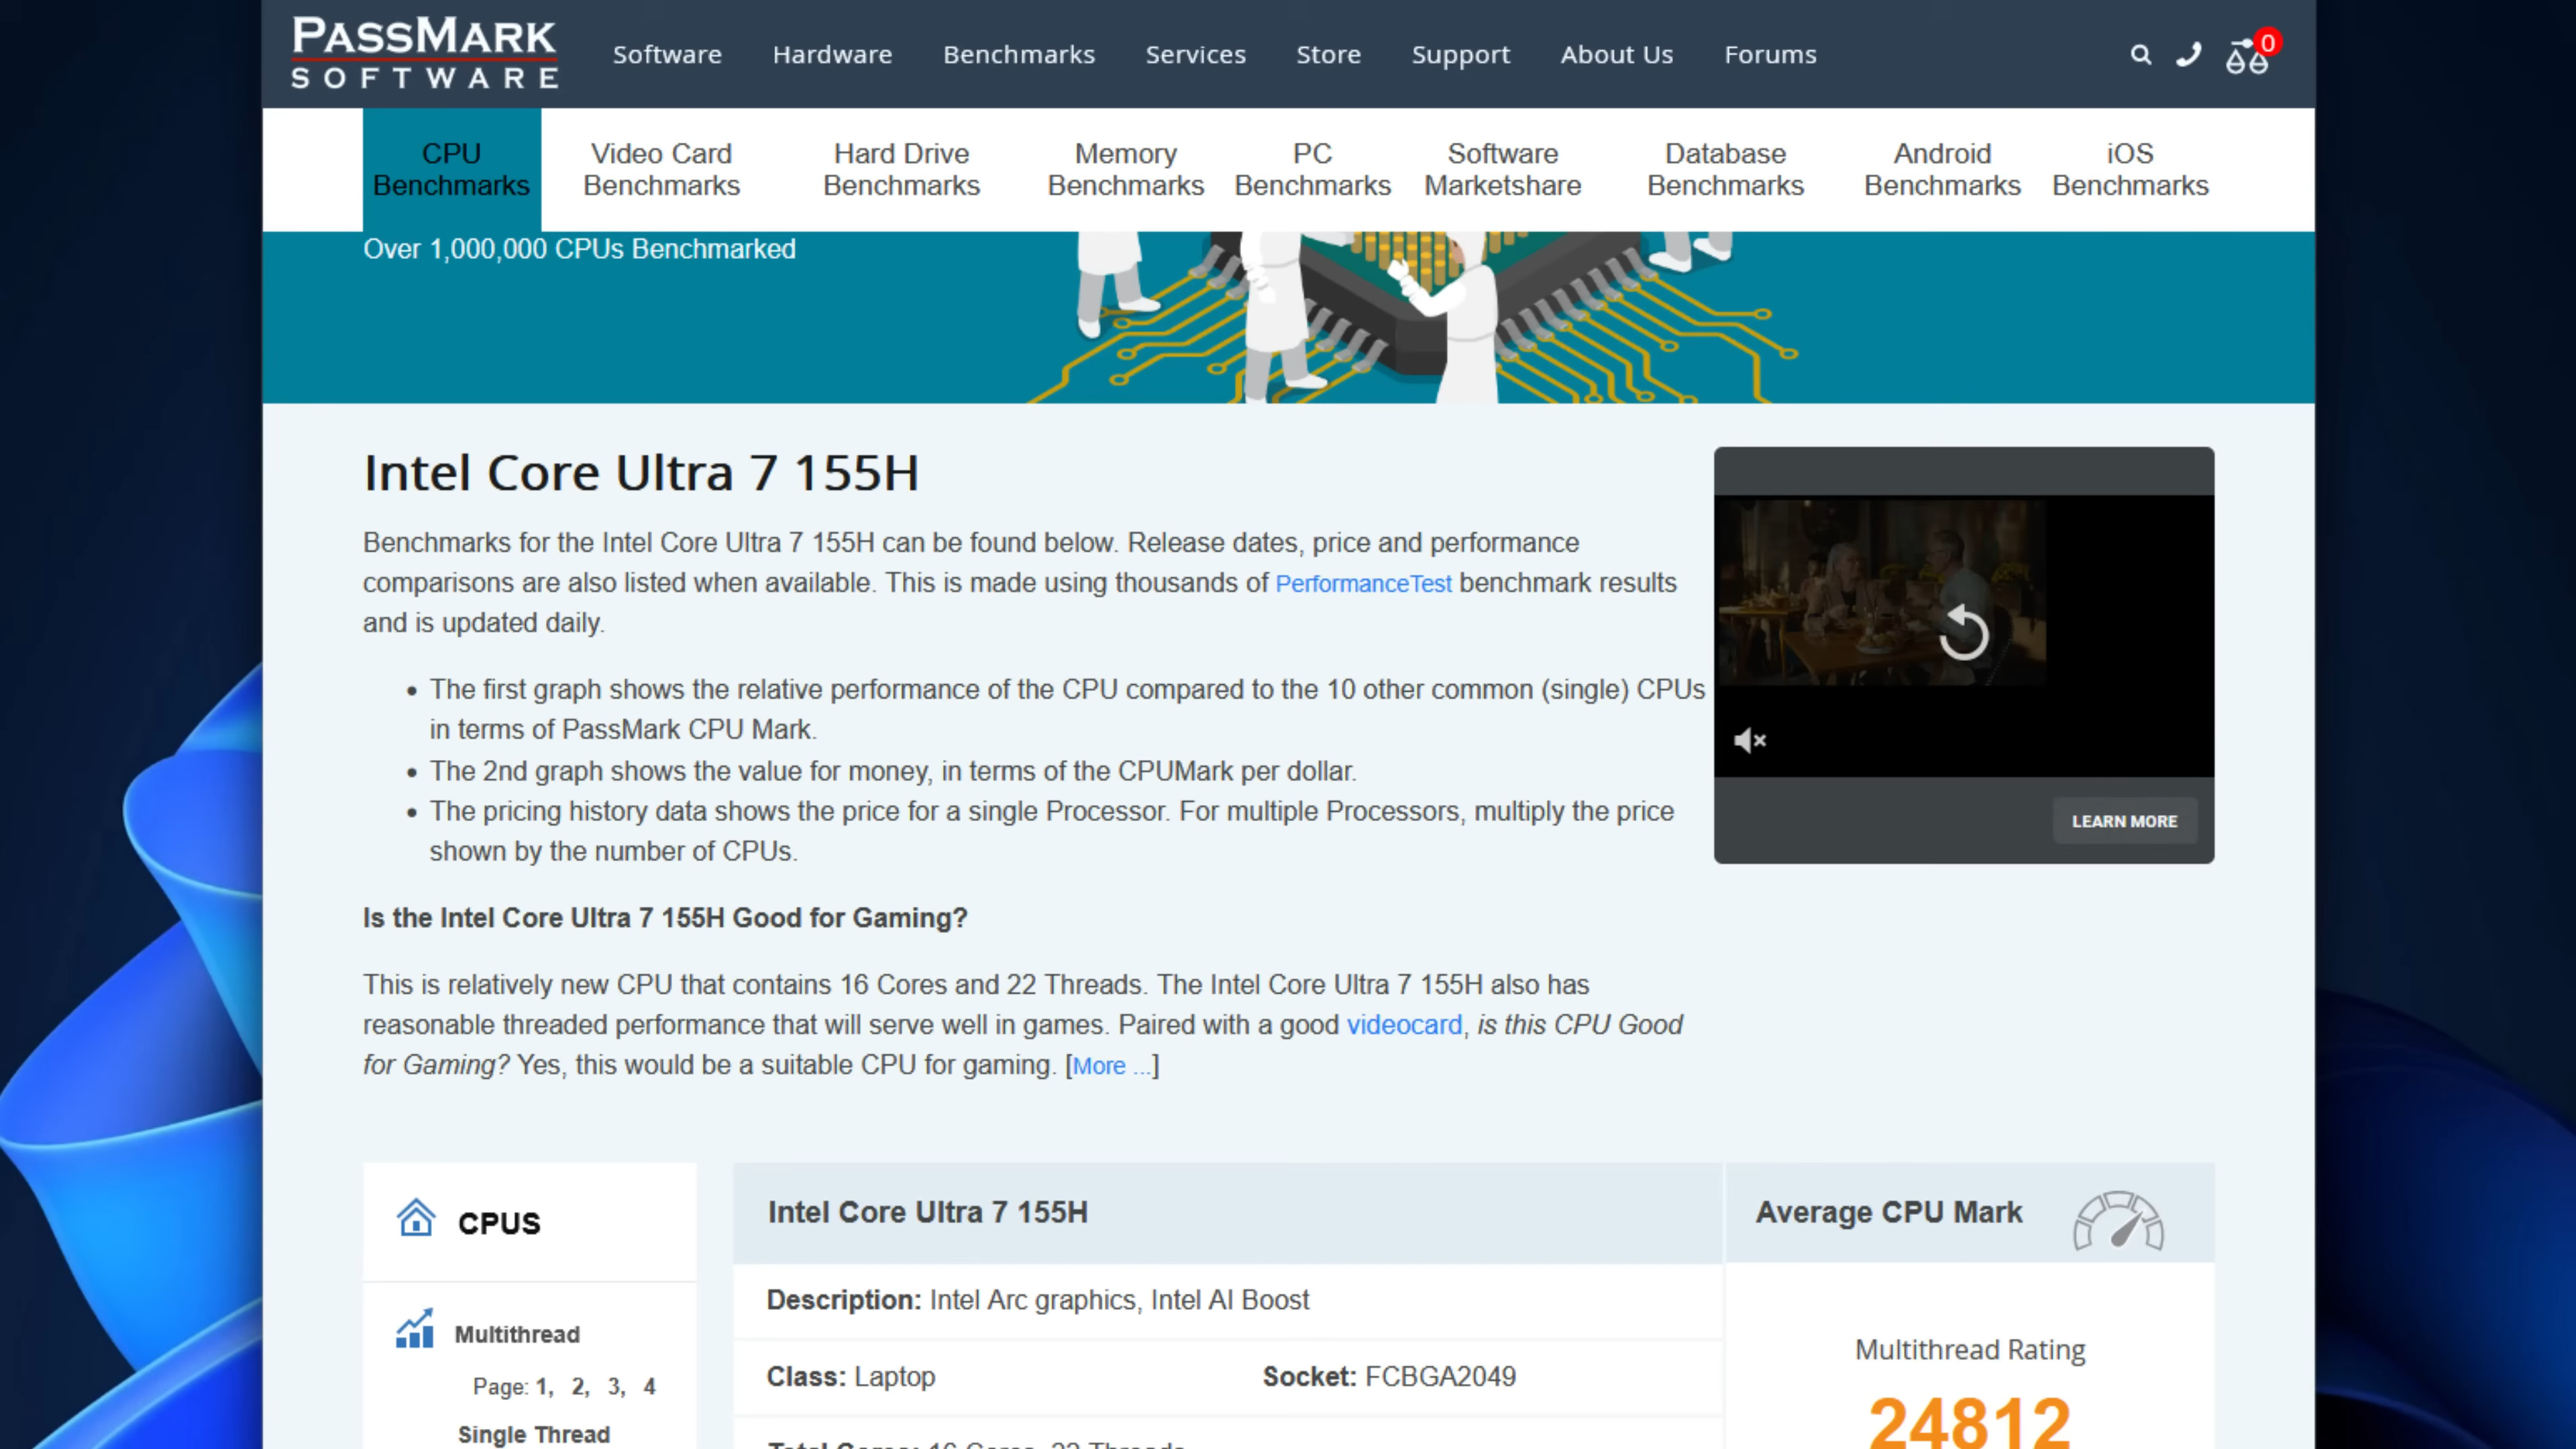 PASSMARK
SOFTWARE
Software Hardware Benchmarks Services Store Support About Us Forums
0
CPU Benchmarks
Video Card Benchmarks
Hard Drive Benchmarks
Memory Benchmarks
PC Benchmarks
Software Marketshare
Database Benchmarks
Android Benchmarks
iOS Benchmarks
Over 1,000,000 CPUs Benchmarked
Intel Core Ultra 7 155H
Benchmarks for the Intel Core Ultra 7 155H can be found below. Release dates, price and performance
comparisons are also listed when available. This is made using thousands of PerformanceTest benchmark results
and is updated daily.
• The first graph shows the relative performance of the CPU compared to the 10 other common (single) CPUs
in terms of PassMark CPU Mark.
• The 2nd graph shows the value for money, in terms of the CPUMark per dollar.
• The pricing history data shows the price for a single Processor. For multiple Processors, multiply the price
shown by the number of CPUs.
LEARN MORE
Is the Intel Core Ultra 7 155H Good for Gaming?
This is relatively new CPU that contains 16 Cores and 22 Threads. The Intel Core Ultra 7 155H also has
reasonable threaded performance that will serve well in games. Paired with a good videocard, is this CPU Good
for Gaming? Yes, this would be a suitable CPU for gaming. [More ...]
CPUS
Multithread
Page: 1, 2, 3, 4
Single Thread
Intel Core Ultra 7 155H
Description: Intel Arc graphics, Intel AI Boost
Class: Laptop Socket: FCBGA2049
Total Cores: 16 Cores, 22 Threads
Average CPU Mark
Multithread Rating
24812